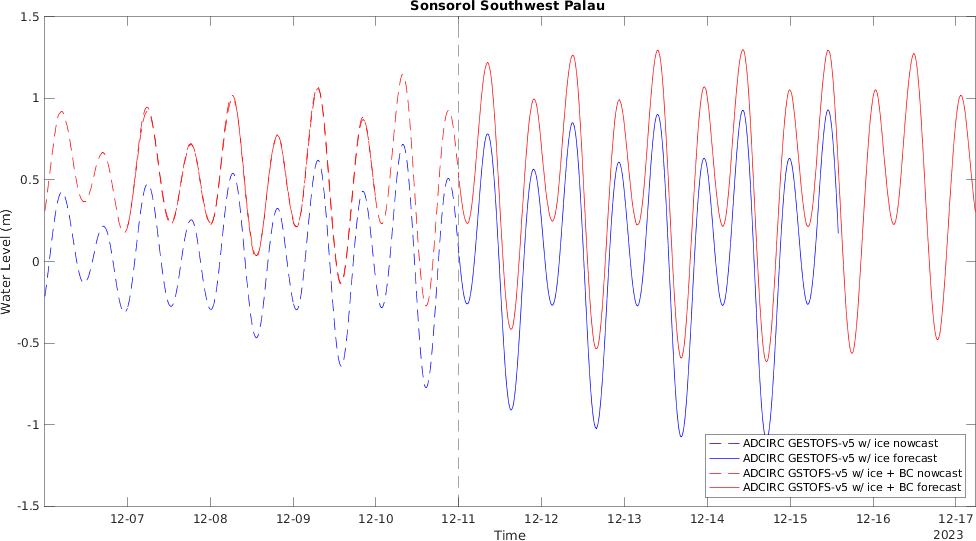 Sonsorol Southwest Palau
1.5
1
0.5
0
-0.5
-1
-1.5
Water Level (m)
ADCIRC GESTOFS-v5 w/ ice nowcast
ADCIRC GESTOFS-v5 w/ ice forecast
ADCIRC GSTOFS-v5 w/ ice + BC nowcast
ADCIRC GSTOFS-v5 w/ ice + BC forecast
12-07 12-08 12-09 12-10 12-11 12-12 12-13 12-14 12-15 12-16 12-17
Time
2023